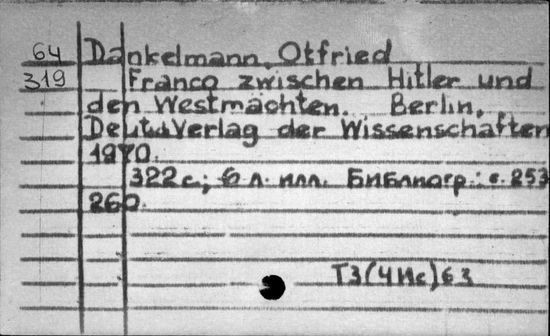 64 Dankelmann, Otfried
319 Franco zwischen Hitler und
den Westmächten. Berlin,
Deut. Verlag der Wissenschaften
1970.
322 с.; 6 л. илл. Библиогр.: с. 253
260.
Т3(4Ис)63